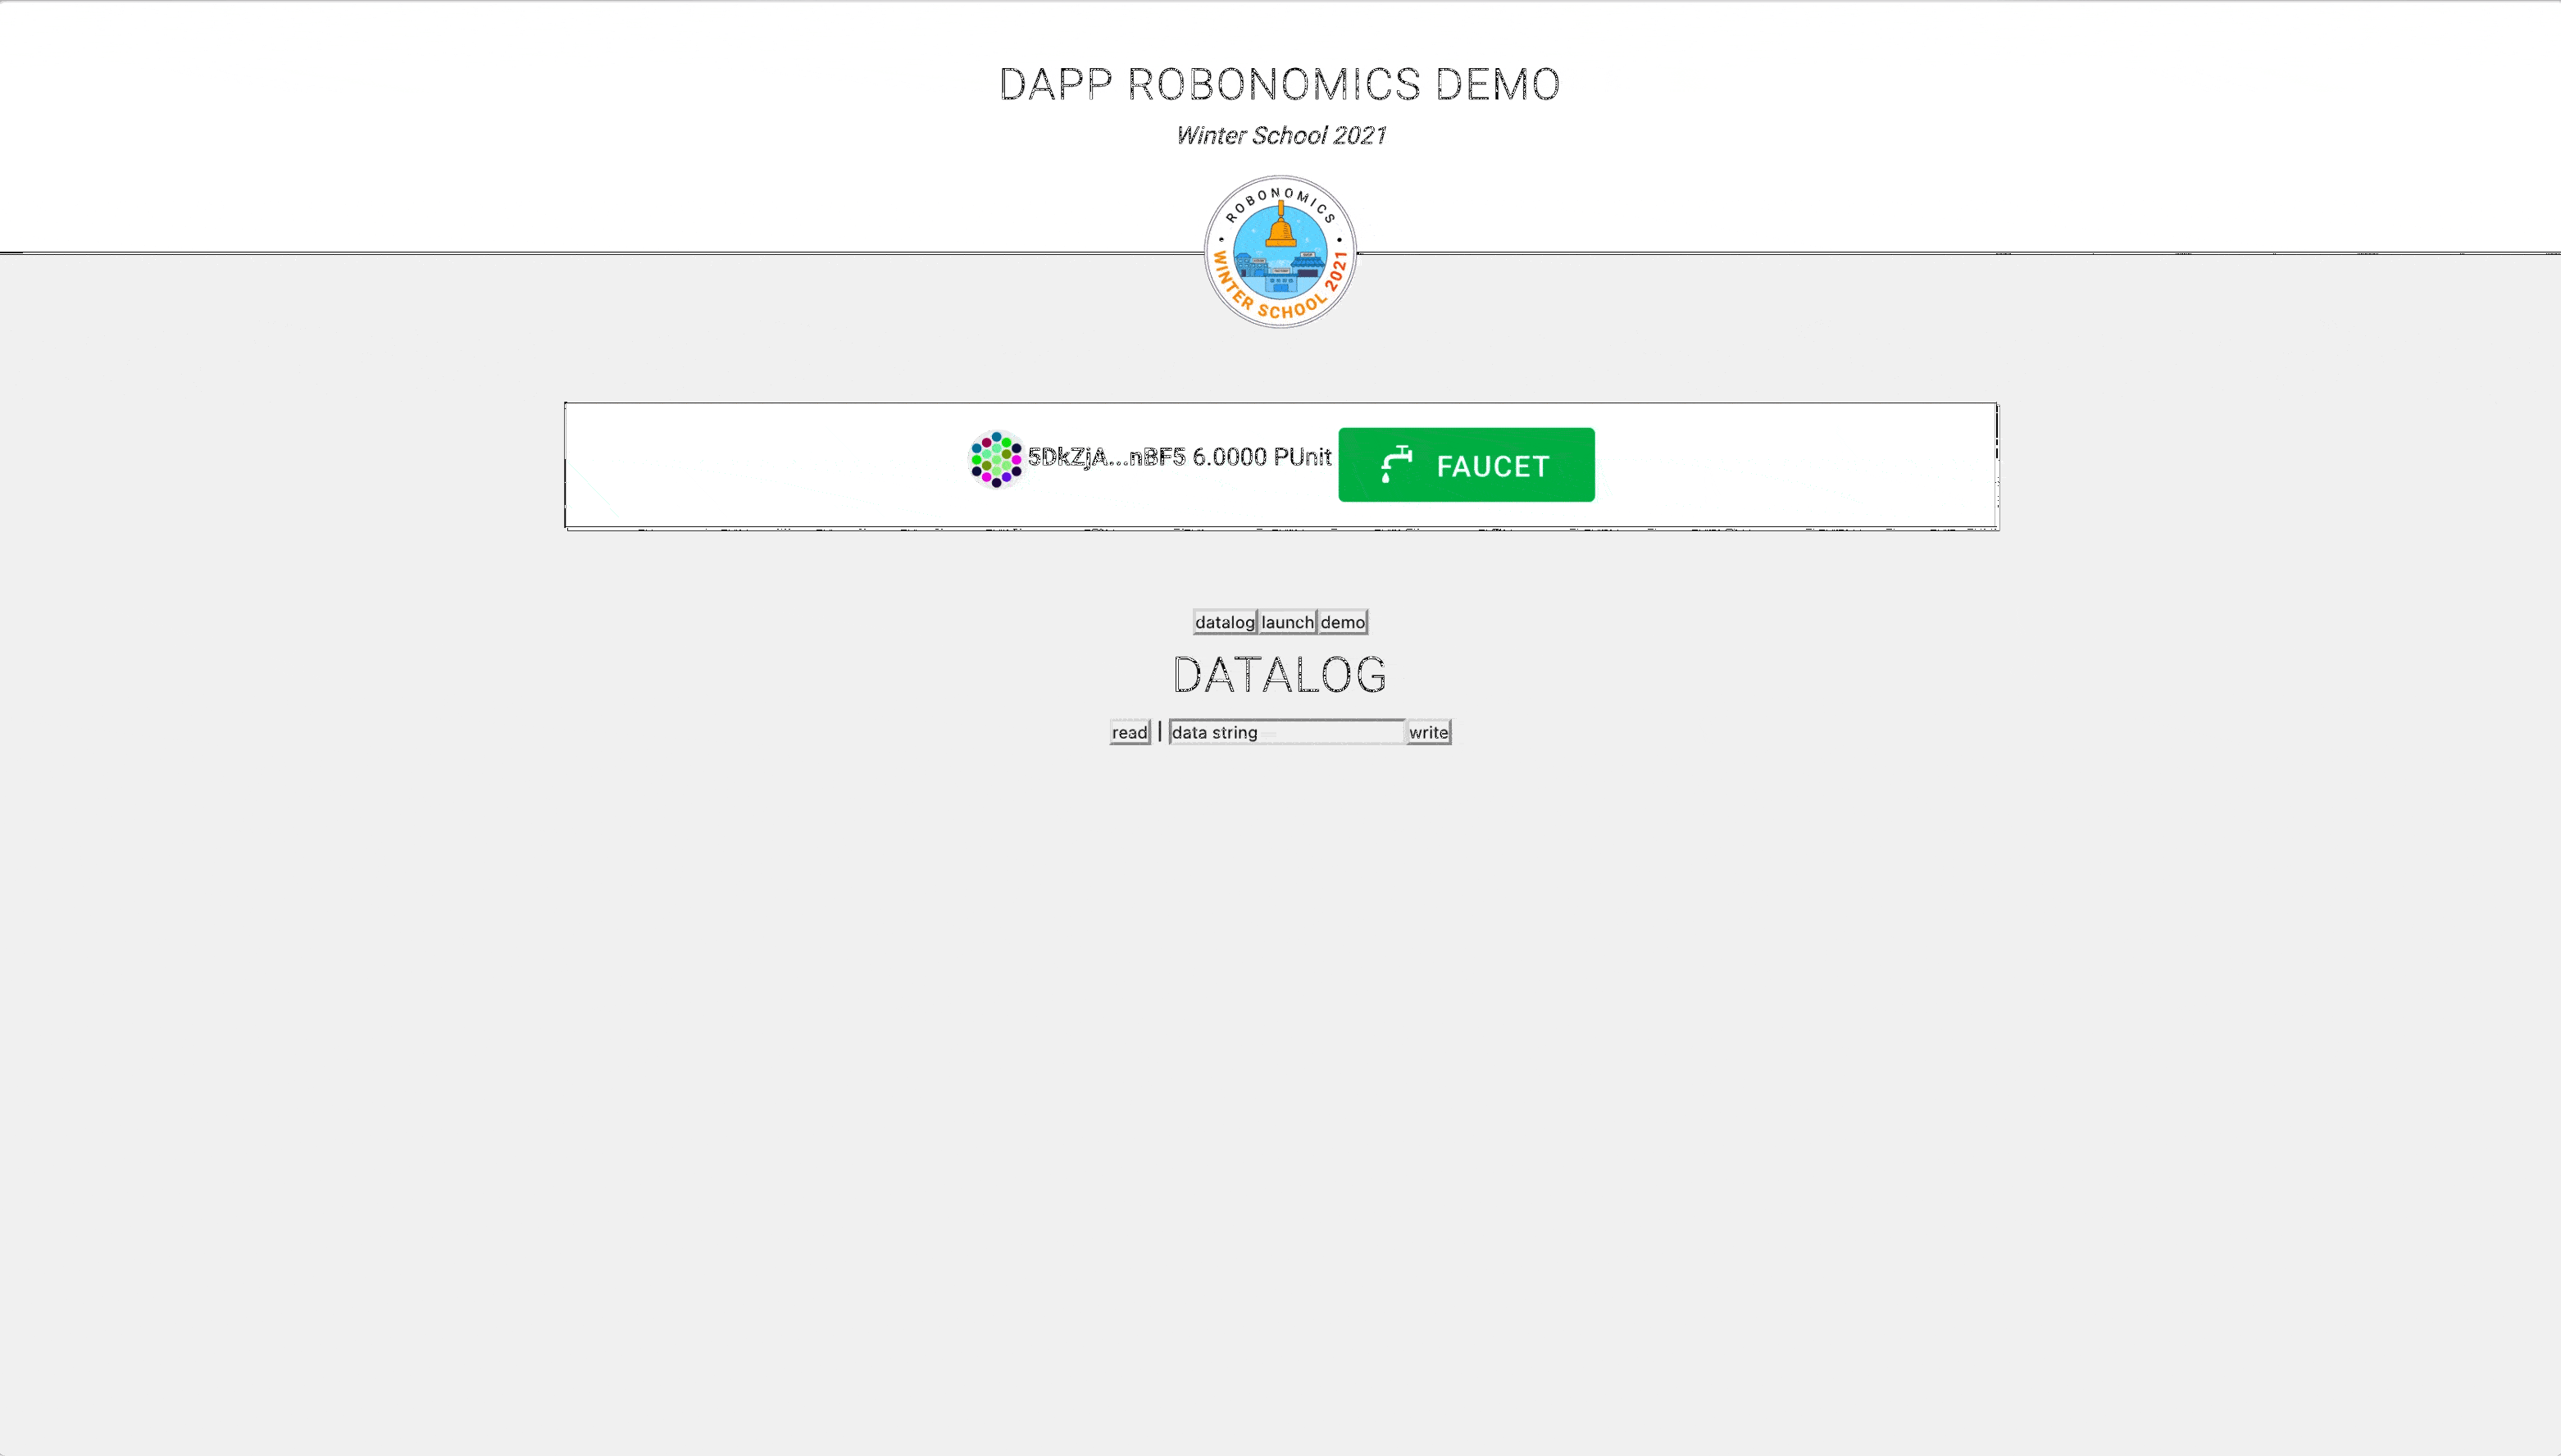 DAPP ROBONOMICS DEMO
Winter School 2021
ROBONOMICS
WINTER SCHOOL 2021
5DkZjA...nBF5 6.0000 PUnit FAUCET
datalog launch demo
DATALOG
read | data string write